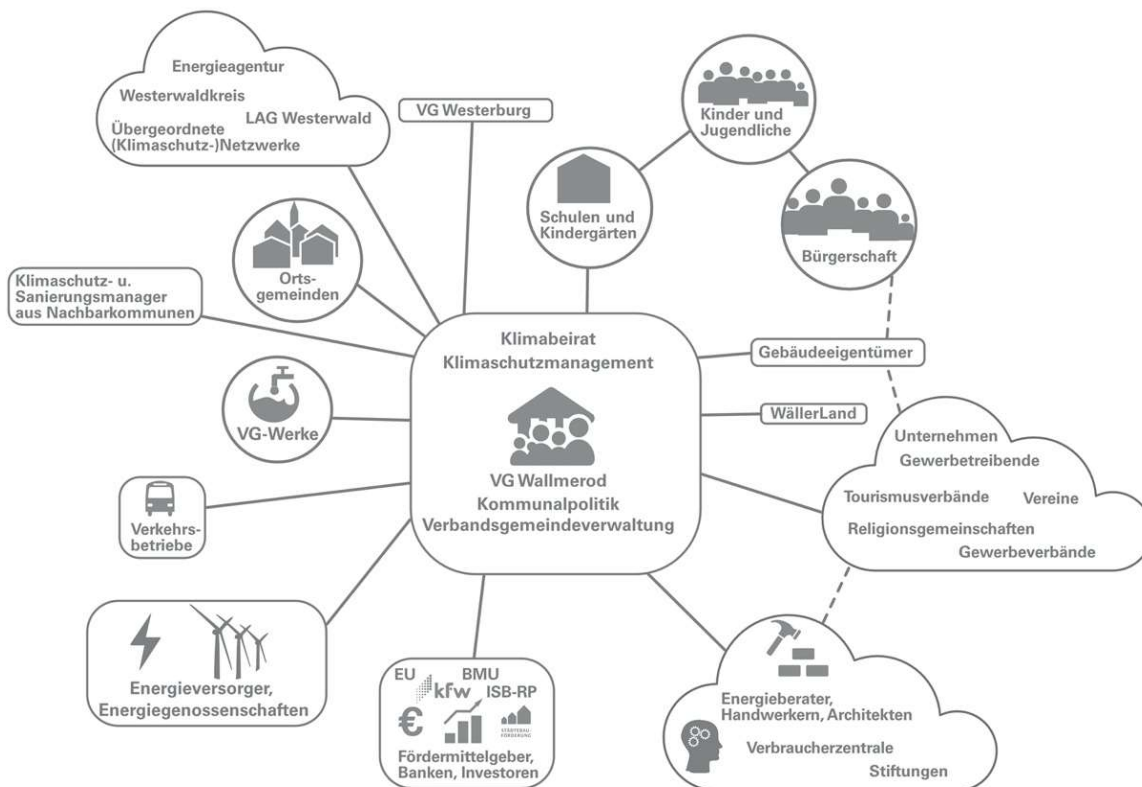 Energieagentur
Westerwaldkreis
LAG Westerwald
Übergeordnete
(Klimaschutz-)Netzwerke
VG Westerburg
Kinder und
Jugendliche
Schulen und
Kindergärten
Bürgerschaft
Orts-
gemeinden
Klimaschutz- u.
Sanierungsmanager
aus Nachbarkommunen
Klimabeirat
Klimaschutzmanagement
VG Wallmerod
Kommunalpolitik
Verbandsgemeindeverwaltung
Gebäudeeigentümer
WällerLand
VG-Werke
Unternehmen
Gewerbetreibende
Tourismusverbände
Vereine
Religionsgemeinschaften
Gewerbeverbände
Verkehrs-
betriebe
Energieversorger,
Energiegenossenschaften
EU
BMU
kfw
ISB-RP
€
STÄDTEBAU-
FÖRDERUNG
Fördermittelgeber,
Banken, Investoren
Energieberater,
Handwerkern, Architekten
Verbraucherzentrale
Stiftungen